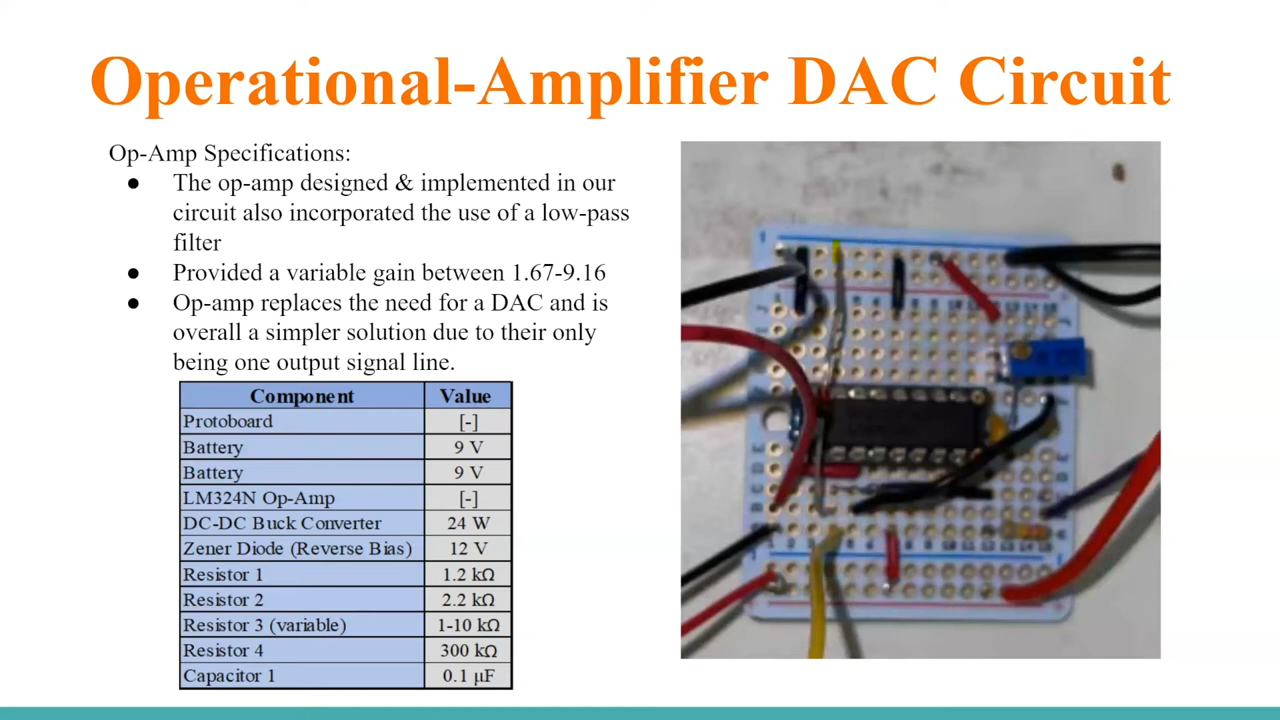 Operational-Amplifier DAC Circuit
Op-Amp Specifications:
● The op-amp designed & implemented in our
circuit also incorporated the use of a low-pass
filter
● Provided a variable gain between 1.67-9.16
● Op-amp replaces the need for a DAC and is
overall a simpler solution due to their only
being one output signal line.
Component Value
Protoboard [-]
Battery 9 V
Battery 9 V
LM324N Op-Amp [-]
DC-DC Buck Converter 24 W
Zener Diode (Reverse Bias) 12 V
Resistor 1 1.2 kΩ
Resistor 2 2.2 kΩ
Resistor 3 (variable) 1-10 kΩ
Resistor 4 300 kΩ
Capacitor 1 0.1 μF